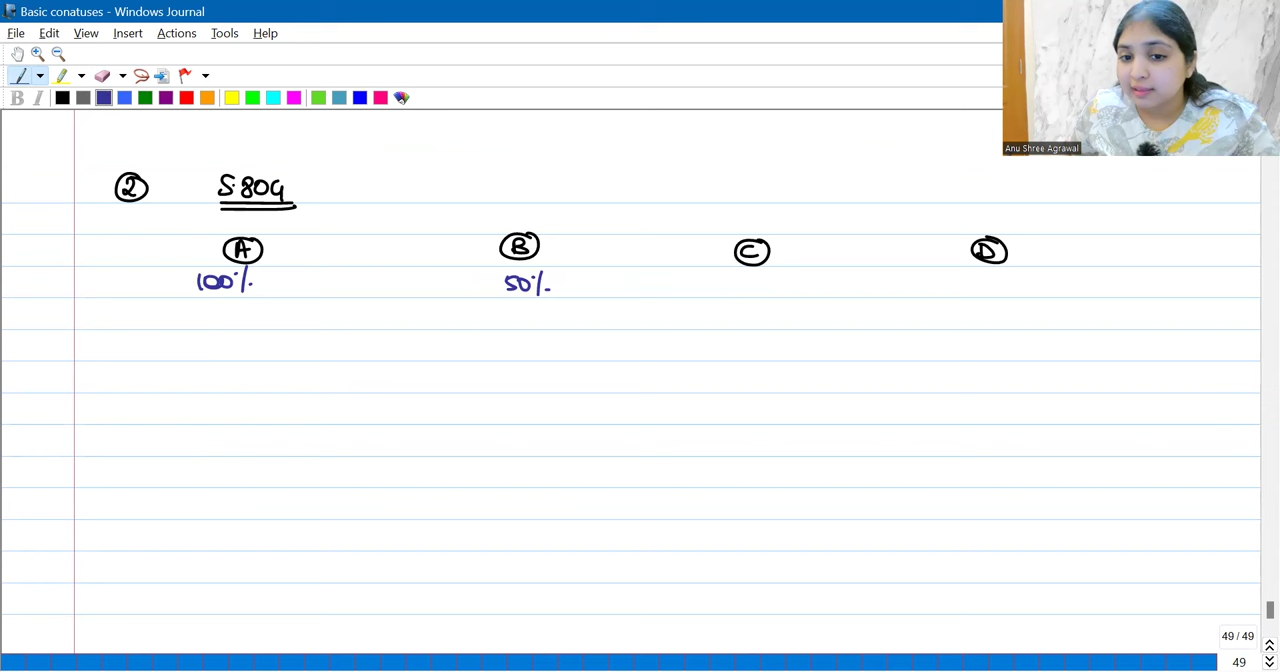 Basic conatuses - Windows Journal
File Edit View Insert Actions Tools Help
B I
Anu Shree Agrawal
② S.80G
A B C D
100% 50%
49 / 49
49